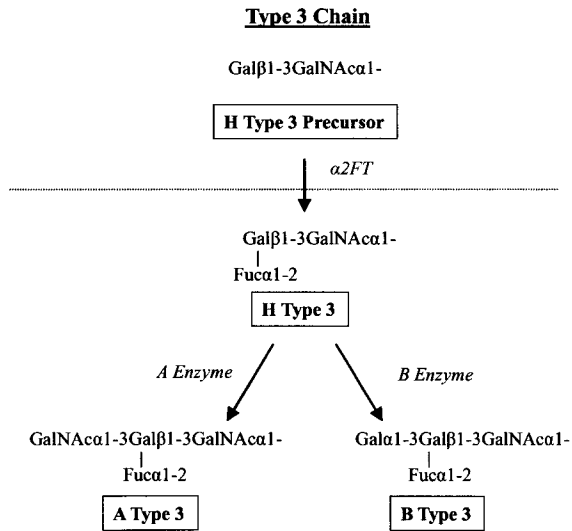 Type 3 Chain
Galβ1-3GalNAcα1-
H Type 3 Precursor
α2FT
Galβ1-3GalNAcα1-
Fucα1-2
H Type 3
A Enzyme
B Enzyme
GalNAcα1-3Galβ1-3GalNAcα1-
Fucα1-2
A Type 3
Galα1-3Galβ1-3GalNAcα1-
Fucα1-2
B Type 3